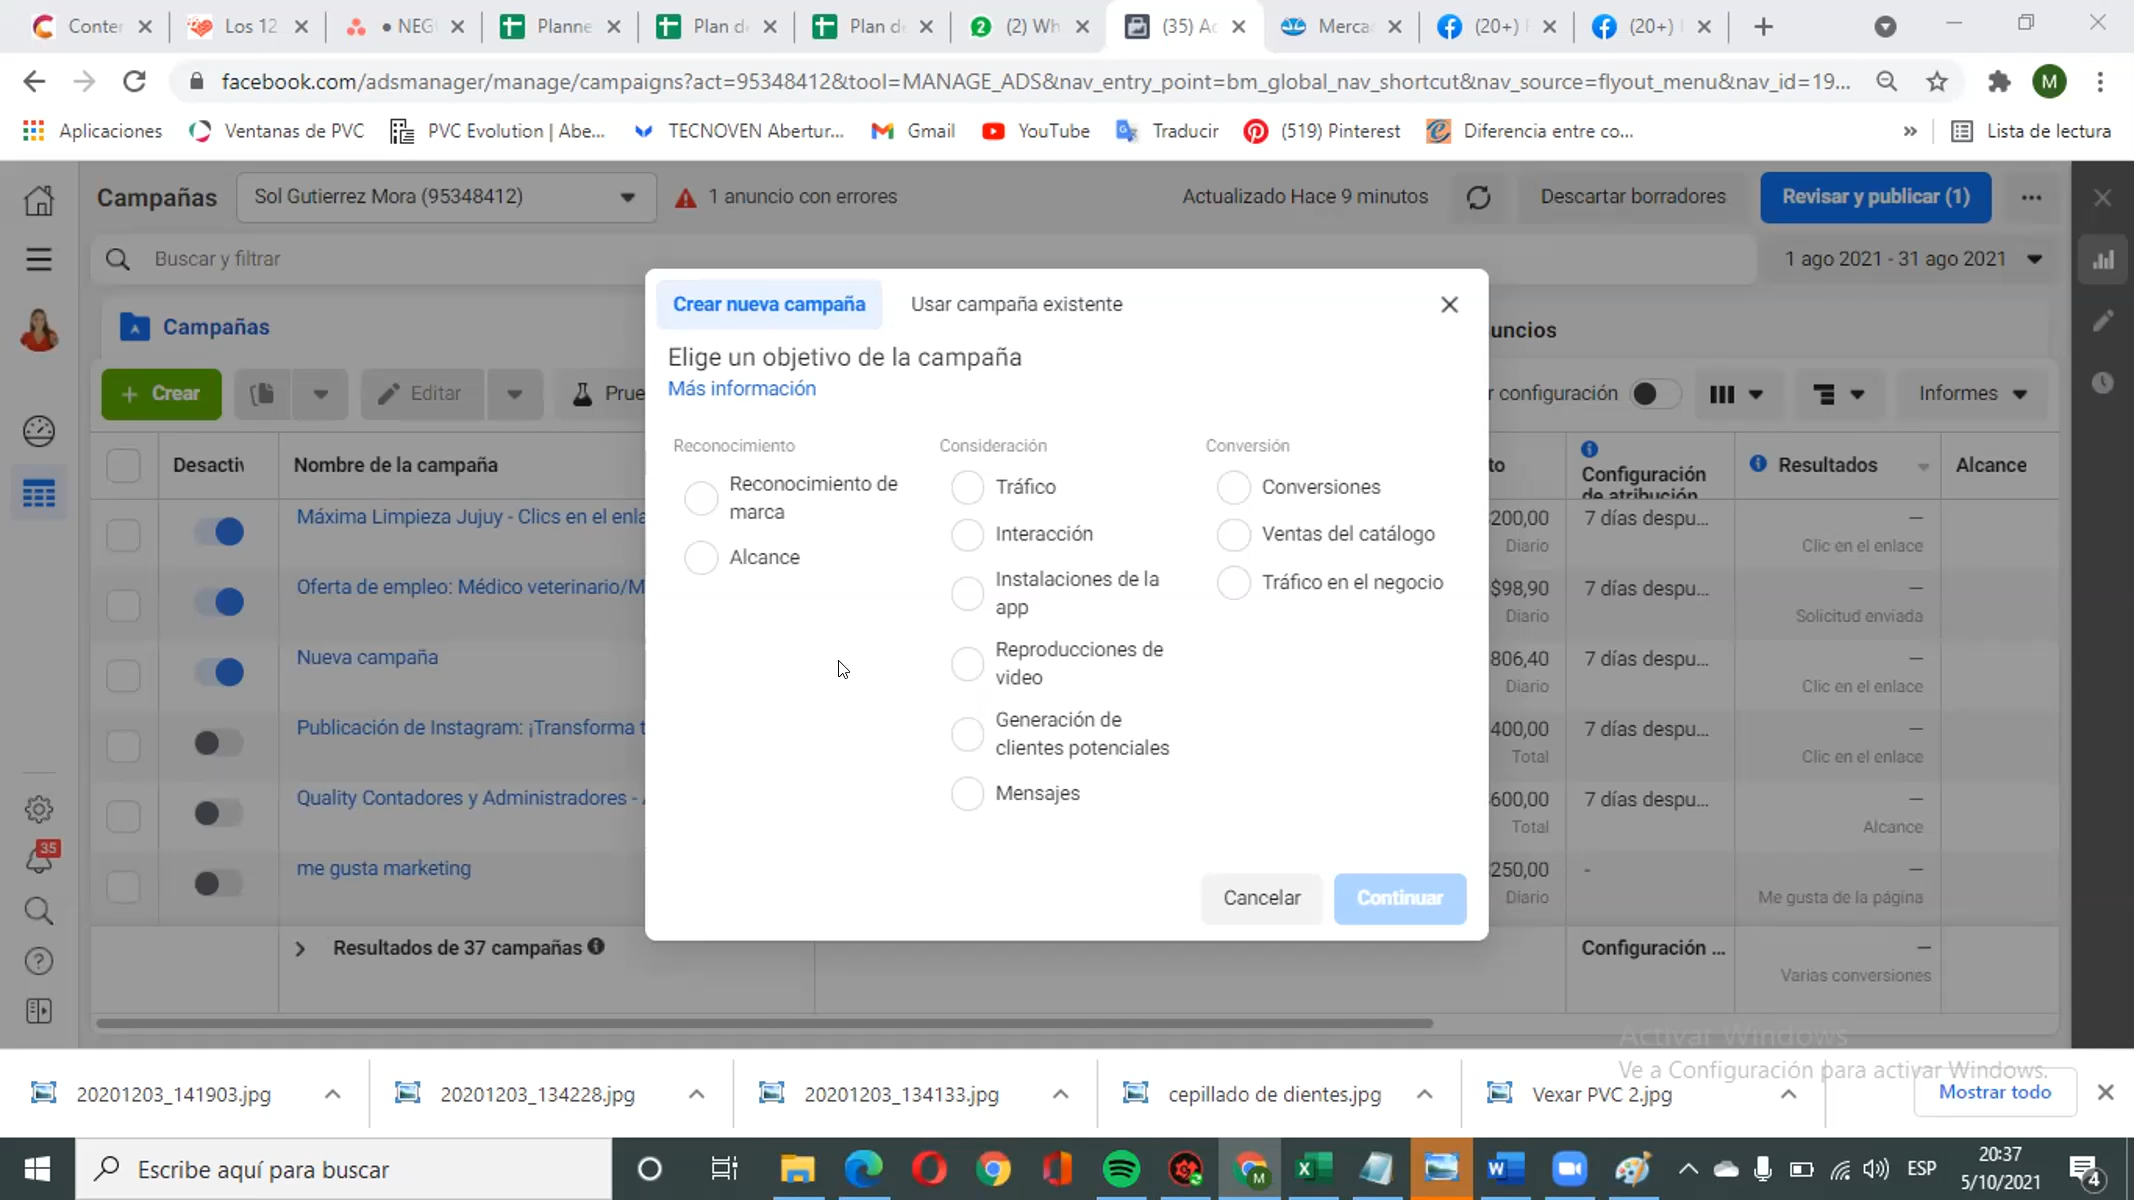 Conter
Los 12
• NEG
Planne
Plan de
Plan de
(2) Wh
(35) Ad
Merca
(20+)
(20+)
facebook.com/adsmanager/manage/campaigns?act=95348412&tool=MANAGE_ADS&nav_entry_point=bm_global_nav_shortcut&nav_source=flyout_menu&nav_id=19...
M
Aplicaciones
Ventanas de PVC
PVC Evolution | Abe...
TECNOVEN Abertur...
Gmail
YouTube
Traducir
(519) Pinterest
Diferencia entre co...
»
Lista de lectura
Campañas
Sol Gutierrez Mora (95348412)
1 anuncio con errores
Actualizado Hace 9 minutos
Descartar borradores
Revisar y publicar (1)
Buscar y filtrar
1 ago 2021 - 31 ago 2021
Campañas
uncios
+ Crear
Editar
Prue
r configuración
Informes
Desactiv
Nombre de la campaña
to
Configuración
de atribución
Resultados
Alcance
Máxima Limpieza Jujuy - Clics en el enla
200,00
Diario
7 días despu...
—
Clic en el enlace
Oferta de empleo: Médico veterinario/M
$98,90
Diario
7 días despu...
—
Solicitud enviada
Nueva campaña
806,40
Diario
7 días despu...
—
Clic en el enlace
Publicación de Instagram: ¡Transforma t
400,00
Total
7 días despu...
—
Clic en el enlace
Quality Contadores y Administradores -
600,00
Total
7 días despu...
—
Alcance
me gusta marketing
250,00
Diario
-
—
Me gusta de la página
Resultados de 37 campañas
Configuración ...
—
Varias conversiones
35
Crear nueva campaña
Usar campaña existente
Elige un objetivo de la campaña
Más información
Reconocimiento
Reconocimiento de
marca
Alcance
Consideración
Tráfico
Interacción
Instalaciones de la
app
Reproducciones de
video
Generación de
clientes potenciales
Mensajes
Conversión
Conversiones
Ventas del catálogo
Tráfico en el negocio
Cancelar
Continuar
Activar Windows
Ve a Configuración para activar Windows.
20201203_141903.jpg
20201203_134228.jpg
20201203_134133.jpg
cepillado de dientes.jpg
Vexar PVC 2.jpg
Mostrar todo
Escribe aquí para buscar
M
ESP
20:37
5/10/2021
4